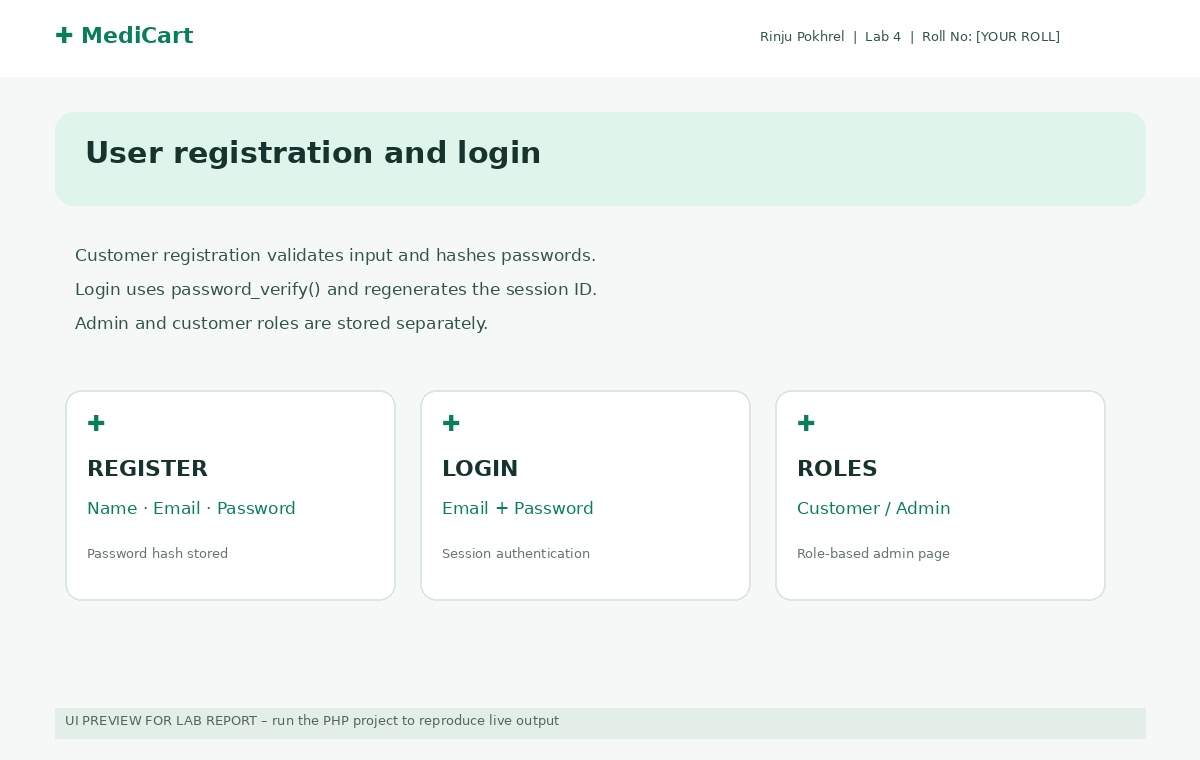 ✚ MediCart
Rinju Pokhrel | Lab 4 | Roll No: [YOUR ROLL]
User registration and login
Customer registration validates input and hashes passwords.
Login uses password_verify() and regenerates the session ID.
Admin and customer roles are stored separately.
✚
REGISTER
Name · Email · Password
Password hash stored
✚
LOGIN
Email + Password
Session authentication
✚
ROLES
Customer / Admin
Role-based admin page
UI PREVIEW FOR LAB REPORT – run the PHP project to reproduce live output